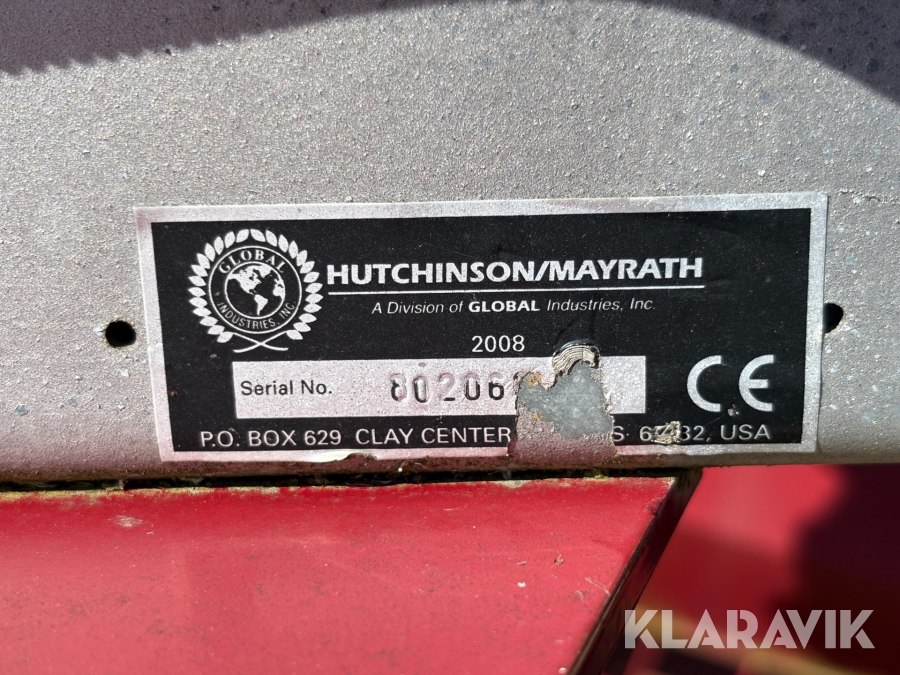 GLOBAL
INDUSTRIES, INC.
HUTCHINSON/MAYRATH
A Division of GLOBAL Industries, Inc.
2008
Serial No.
CE
P.O. BOX 629 CLAY CENTER USA
KLARAVIK